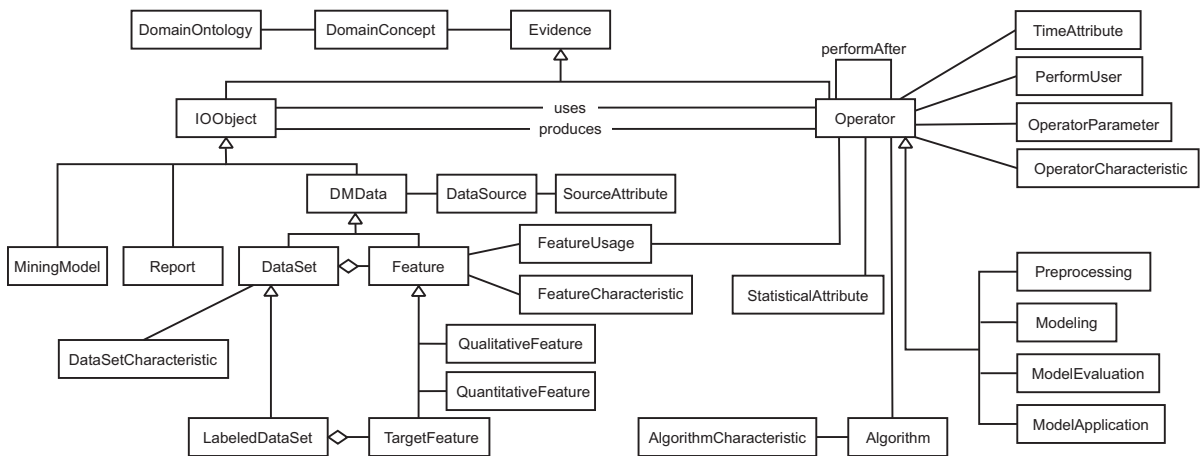 DomainOntology
DomainConcept
Evidence
performAfter
TimeAttribute
PerformUser
IOObject
uses
produces
Operator
OperatorParameter
OperatorCharacteristic
DMData
DataSource
SourceAttribute
MiningModel
Report
DataSet
Feature
FeatureUsage
FeatureCharacteristic
StatisticalAttribute
Preprocessing
Modeling
DataSetCharacteristic
QualitativeFeature
QuantitativeFeature
ModelEvaluation
ModelApplication
LabeledDataSet
TargetFeature
AlgorithmCharacteristic
Algorithm